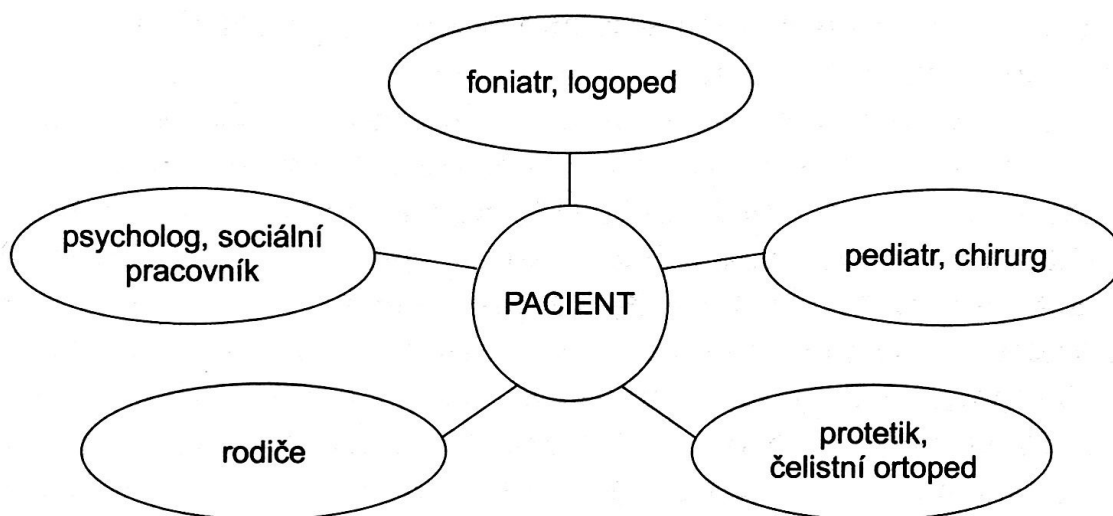 foniatr, logoped
psycholog, sociální
pracovník
pediatr, chirurg
PACIENT
rodiče
protetik,
čelistní ortoped